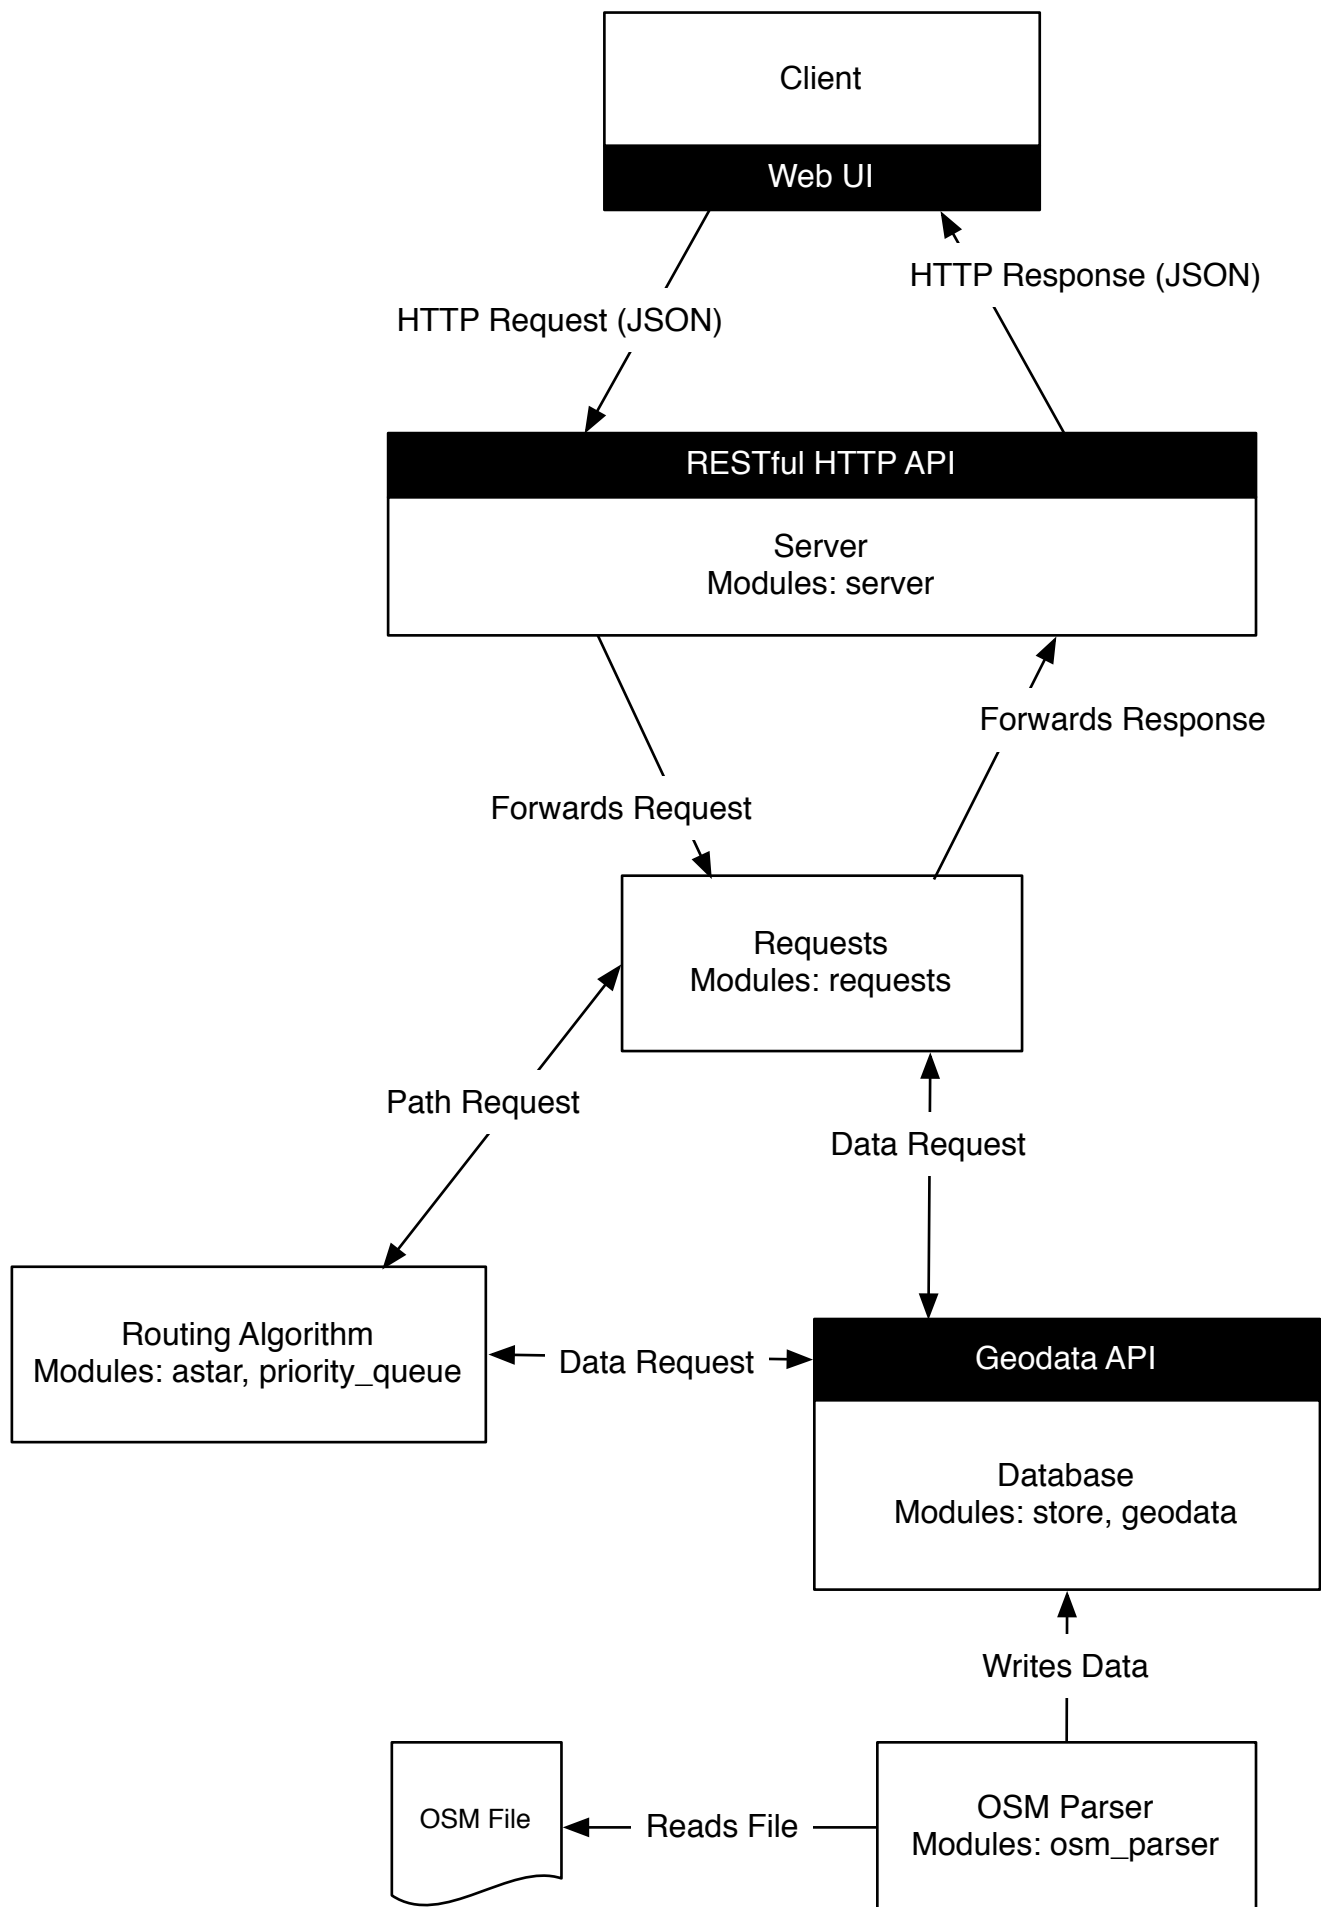 Client
Web UI
HTTP Response (JSON)
HTTP Request (JSON)
RESTful HTTP API
Server
Modules: server
Forwards Response
Forwards Request
Requests
Modules: requests
Path Request
Data Request
Routing Algorithm
Modules: astar, priority_queue
Data Request
Geodata API
Database
Modules: store, geodata
Writes Data
OSM File
Reads File
OSM Parser
Modules: osm_parser